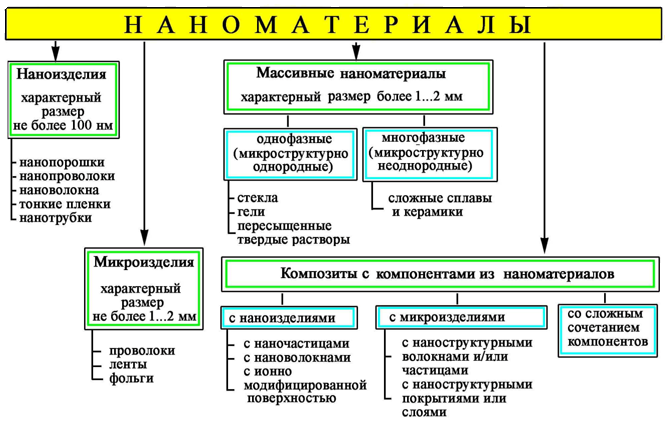 НАНОМАТЕРИАЛЫ
Наноизделия
характерный
размер
не более 100 нм
нанопорошки
нанопроволоки
нановолокна
тонкие пленки
нанотрубки
Микроизделия
характерный
размер
не более 1...2 мм
проволоки
ленты
фольги
Массивные наноматериалы
характерный размер более 1...2 мм
однофазные
(микроструктурно
однородные)
стекла
гели
пересыщенные
твердые растворы
многофазные
(микроструктурно
неоднородные)
сложные сплавы
и керамики
Композиты с компонентами из наноматериалов
с наноизделиями
с наночастицами
с нановолокнами
с ионно
модифицированной
поверхностью
с микроизделиями
с наноструктурными
волокнами и/или
частицами
с наноструктурными
покрытиями или
слоями
со сложным
сочетанием
компонентов